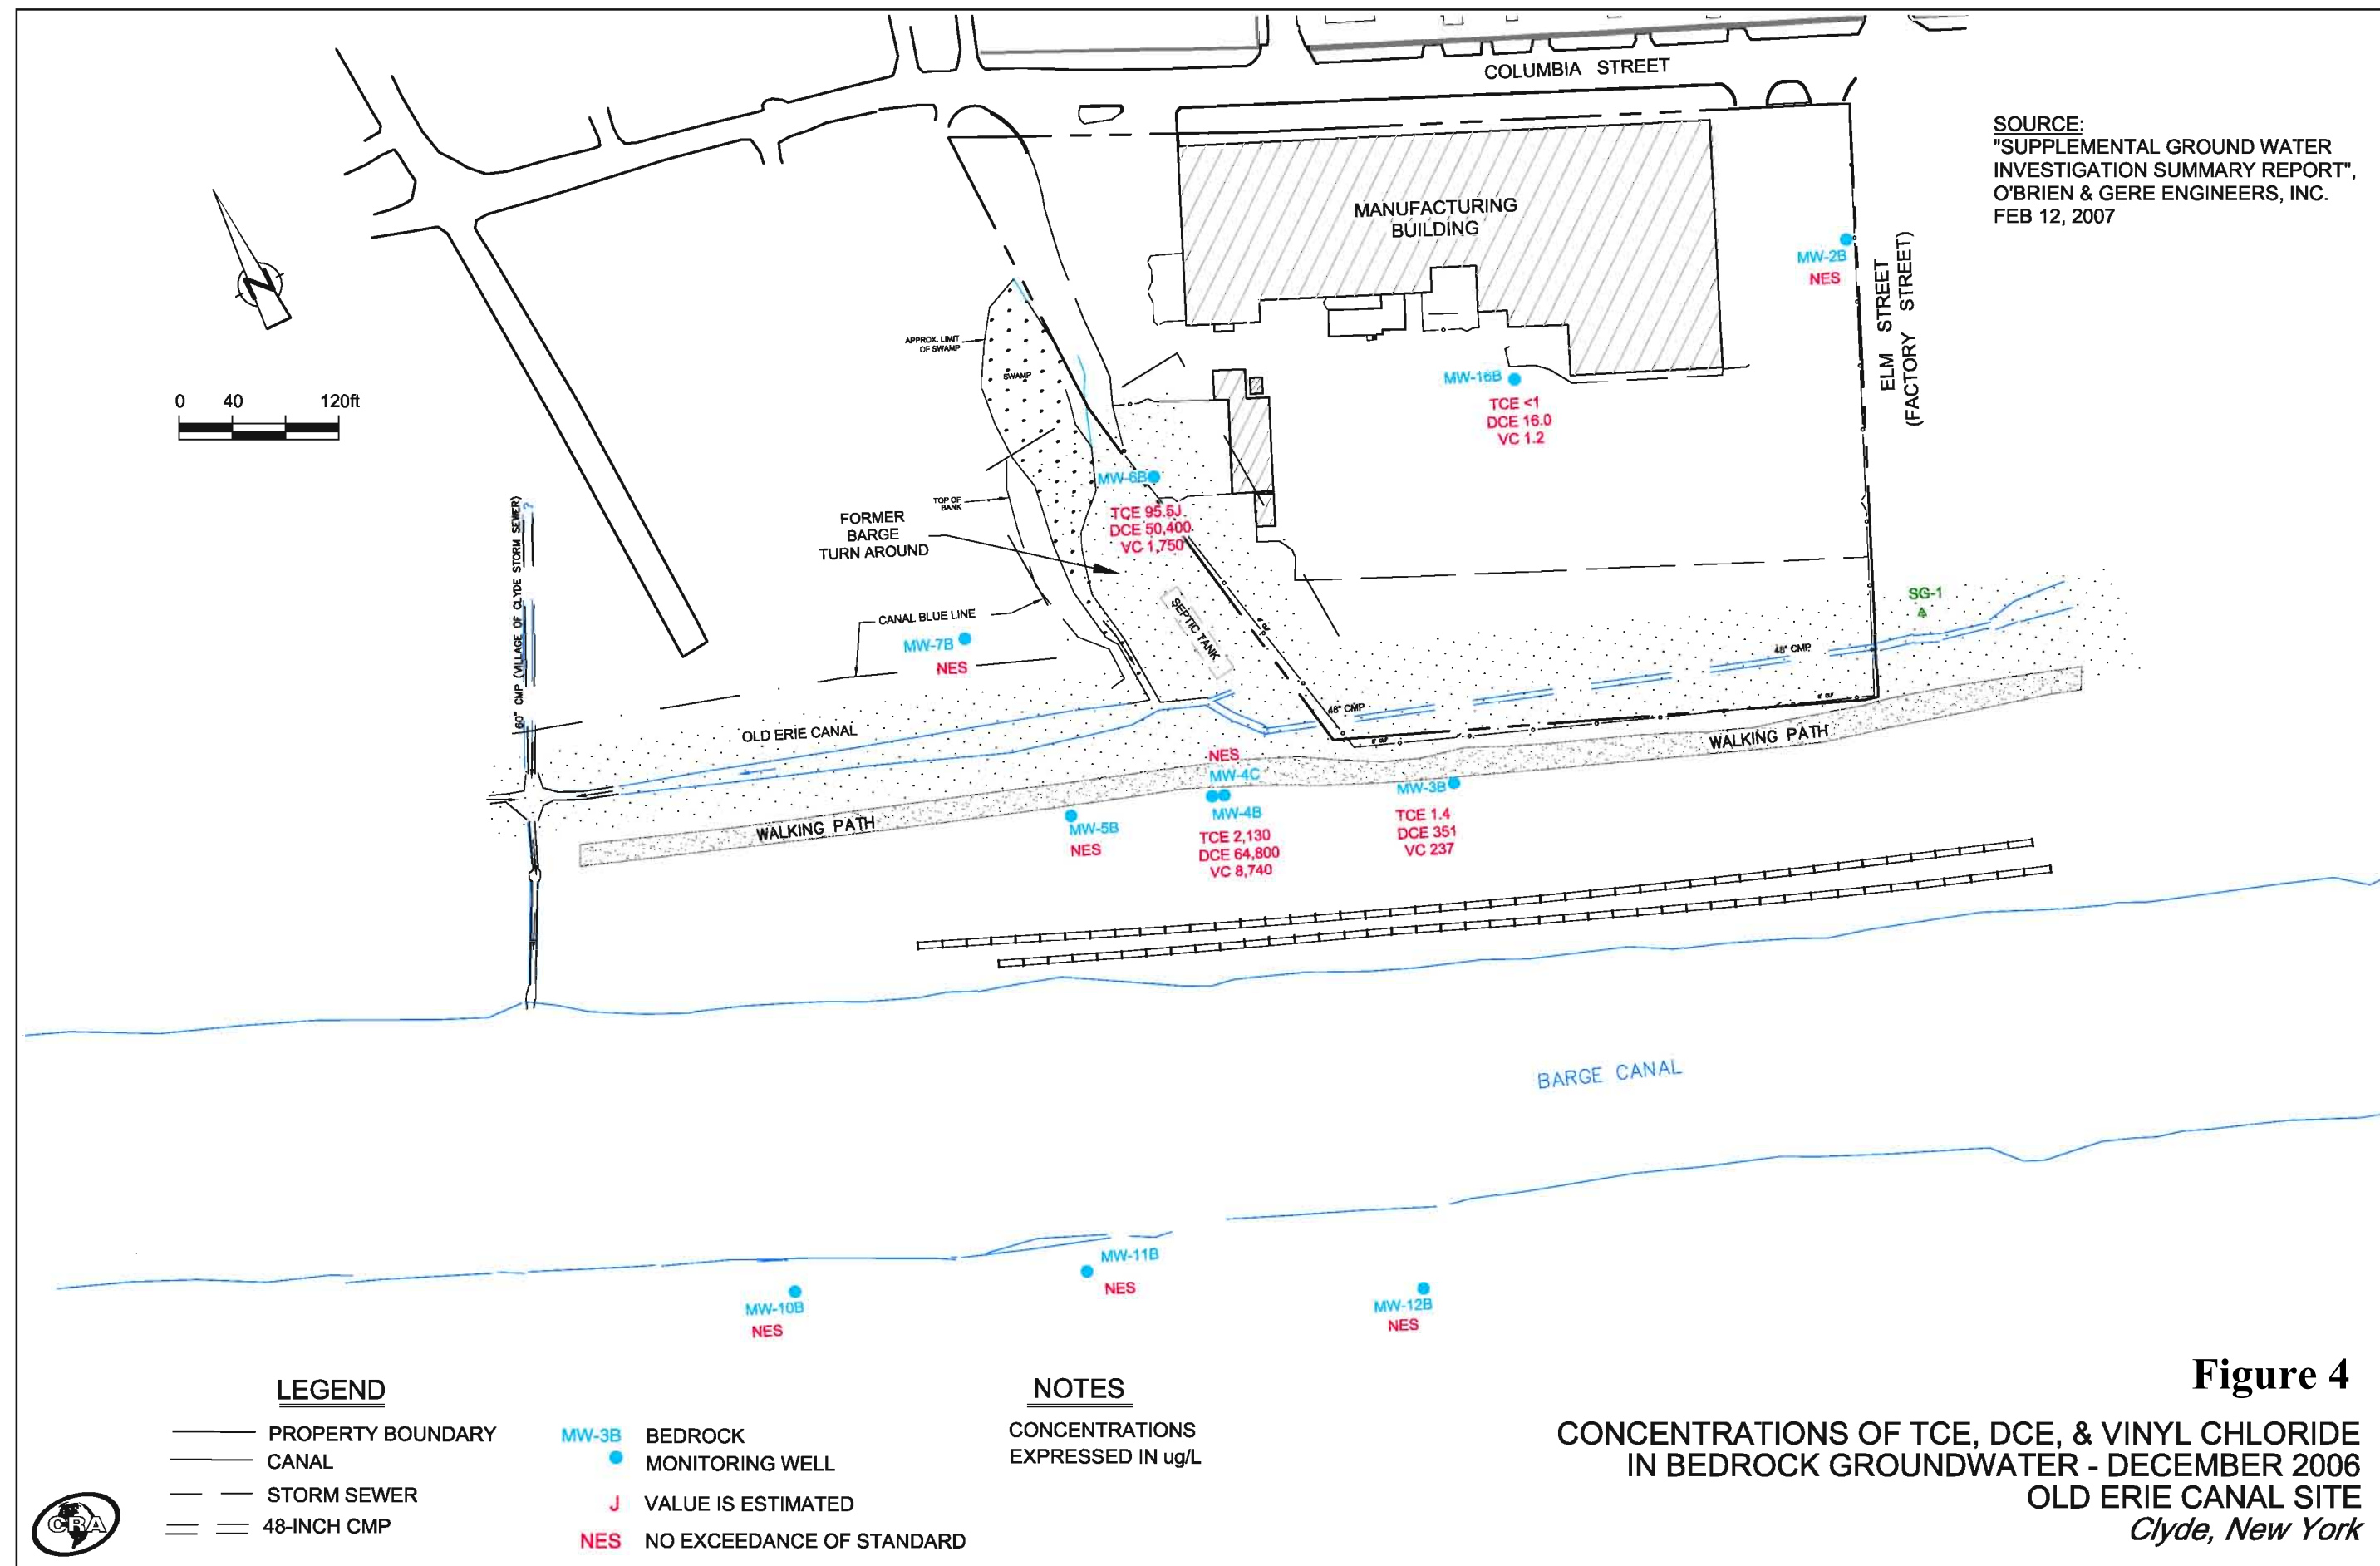 COLUMBIA STREET
SOURCE:
"SUPPLEMENTAL GROUND WATER
INVESTIGATION SUMMARY REPORT",
O'BRIEN & GERE ENGINEERS, INC.
FEB 12, 2007
MANUFACTURING
BUILDING
MW-2B
NES
ELM STREET
(FACTORY STREET)
N
APPROX. LIMIT
OF SWAMP
SWAMP
MW-16B
TCE <1
DCE 16.0
VC 1.2
0 40 120ft
MW-6B
TCE 95.5J
DCE 50,400
VC 1,750
TOP OF
BANK
FORMER
BARGE
TURN AROUND
60" CMP (VILLAGE OF CLYDE STORM SEWER)
?
SEPTIC TANK
CANAL BLUE LINE
MW-7B
NES
SG-1
48" CMP
48" CMP
OLD ERIE CANAL
WALKING PATH
NES
MW-4C
MW-4B
TCE 2,130
DCE 64,800
VC 8,740
MW-3B
TCE 1.4
DCE 351
VC 237
MW-5B
NES
WALKING PATH
BARGE CANAL
MW-11B
NES
MW-10B
NES
MW-12B
NES
LEGEND
PROPERTY BOUNDARY
CANAL
STORM SEWER
48-INCH CMP
MW-3B BEDROCK
MONITORING WELL
J VALUE IS ESTIMATED
NES NO EXCEEDANCE OF STANDARD
NOTES
CONCENTRATIONS
EXPRESSED IN ug/L
CRA
Figure 4
CONCENTRATIONS OF TCE, DCE, & VINYL CHLORIDE
IN BEDROCK GROUNDWATER - DECEMBER 2006
OLD ERIE CANAL SITE
Clyde, New York